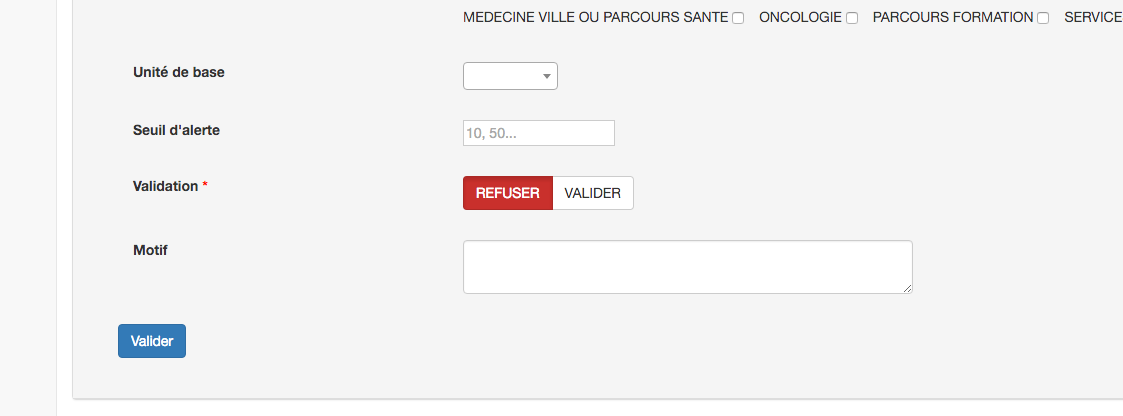 MEDECINE VILLE OU PARCOURS SANTE ONCOLOGIE PARCOURS FORMATION SERVICE
Unité de base
Seuil d'alerte 10, 50...
Validation * REFUSER VALIDER
Motif
Valider